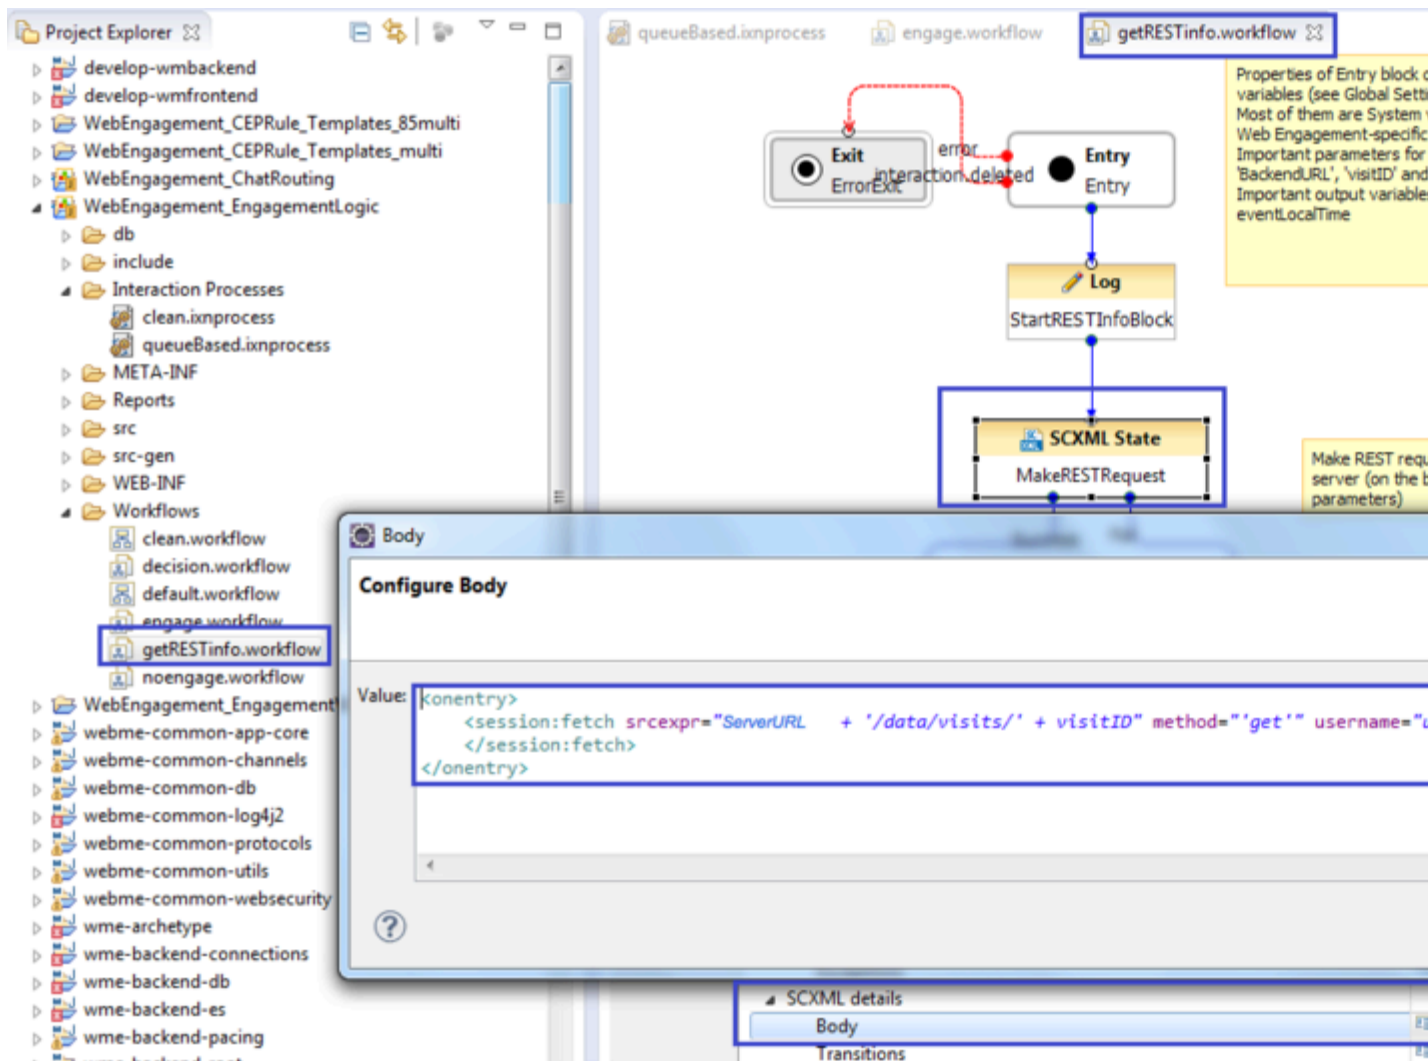 Project Explorer
develop-wmbackend
develop-wmfrontend
WebEngagement_CEPRule_Templates_85multi
WebEngagement_CEPRule_Templates_multi
WebEngagement_ChatRouting
WebEngagement_EngagementLogic
db
include
Interaction Processes
clean.ixnprocess
queueBased.ixnprocess
META-INF
Reports
src
src-gen
WEB-INF
Workflows
clean.workflow
decision.workflow
default.workflow
engage.workflow
getRESTinfo.workflow
noengage.workflow
WebEngagement_Engagement
webme-common-app-core
webme-common-channels
webme-common-db
webme-common-log4j2
webme-common-protocols
webme-common-utils
webme-common-websecurity
wme-archetype
wme-backend-connections
wme-backend-db
wme-backend-es
wme-backend-pacing
queueBased.ixnprocess engage.workflow getRESTinfo.workflow
Properties of Entry block
variables (see Global Setti
Most of them are System
Web Engagement-specific
Important parameters for
'BackendURL', 'visitID' and
Important output variable
eventLocalTime
Exit
ErrorExit
error
interaction.deleted
Entry
Entry
Log
StartRESTInfoBlock
SCXML State
MakeRESTRequest
Make REST requ
server (on the b
parameters)
Body
Configure Body
Value:
<onentry>
<session:fetch srcexpr="ServerURL + '/data/visits/' + visitID" method="'get'" username="u
</session:fetch>
</onentry>
SCXML details
Body
Transitions